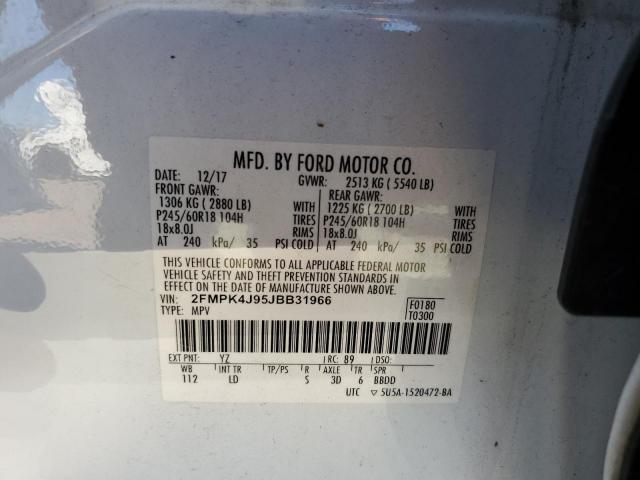 MFD. BY FORD MOTOR CO.
DATE: 12/17 GVWR: 2513 KG ( 5540 LB)
FRONT GAWR: REAR GAWR:
1306 KG ( 2880 LB) WITH 1225 KG ( 2700 LB) WITH
P245/60R18 104H TIRES P245/60R18 104H TIRES
18x8.0J RIMS 18x8.0J RIMS
AT 240 kPa/ 35 PSI COLD AT 240 kPa/ 35 PSI COLD
THIS VEHICLE CONFORMS TO ALL APPLICABLE FEDERAL MOTOR
VEHICLE SAFETY AND THEFT PREVENTION STANDARDS IN
EFFECT ON THE DATE OF MANUFACTURE SHOWN ABOVE.
VIN: 2FMPK4J95JBB31966 F0180
TYPE: MPV T0300
EXT PNT: YZ RC: 89 DSO:
WB INT TR TP/PS R AXLE TR SPR
112 LD S 3D 6 BBDD
UTC ▽ 5U5A-1520472-BA